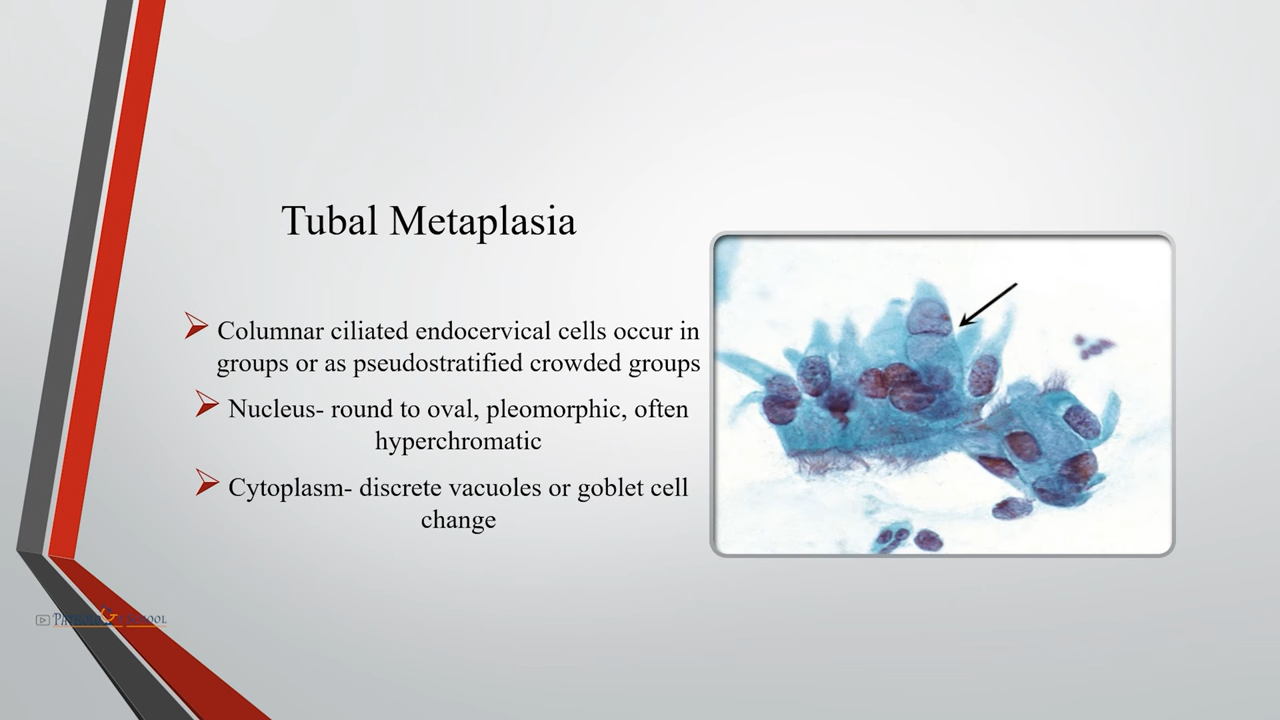 Tubal Metaplasia
Columnar ciliated endocervical cells occur in
groups or as pseudostratified crowded groups
Nucleus- round to oval, pleomorphic, often
hyperchromatic
Cytoplasm- discrete vacuoles or goblet cell
change